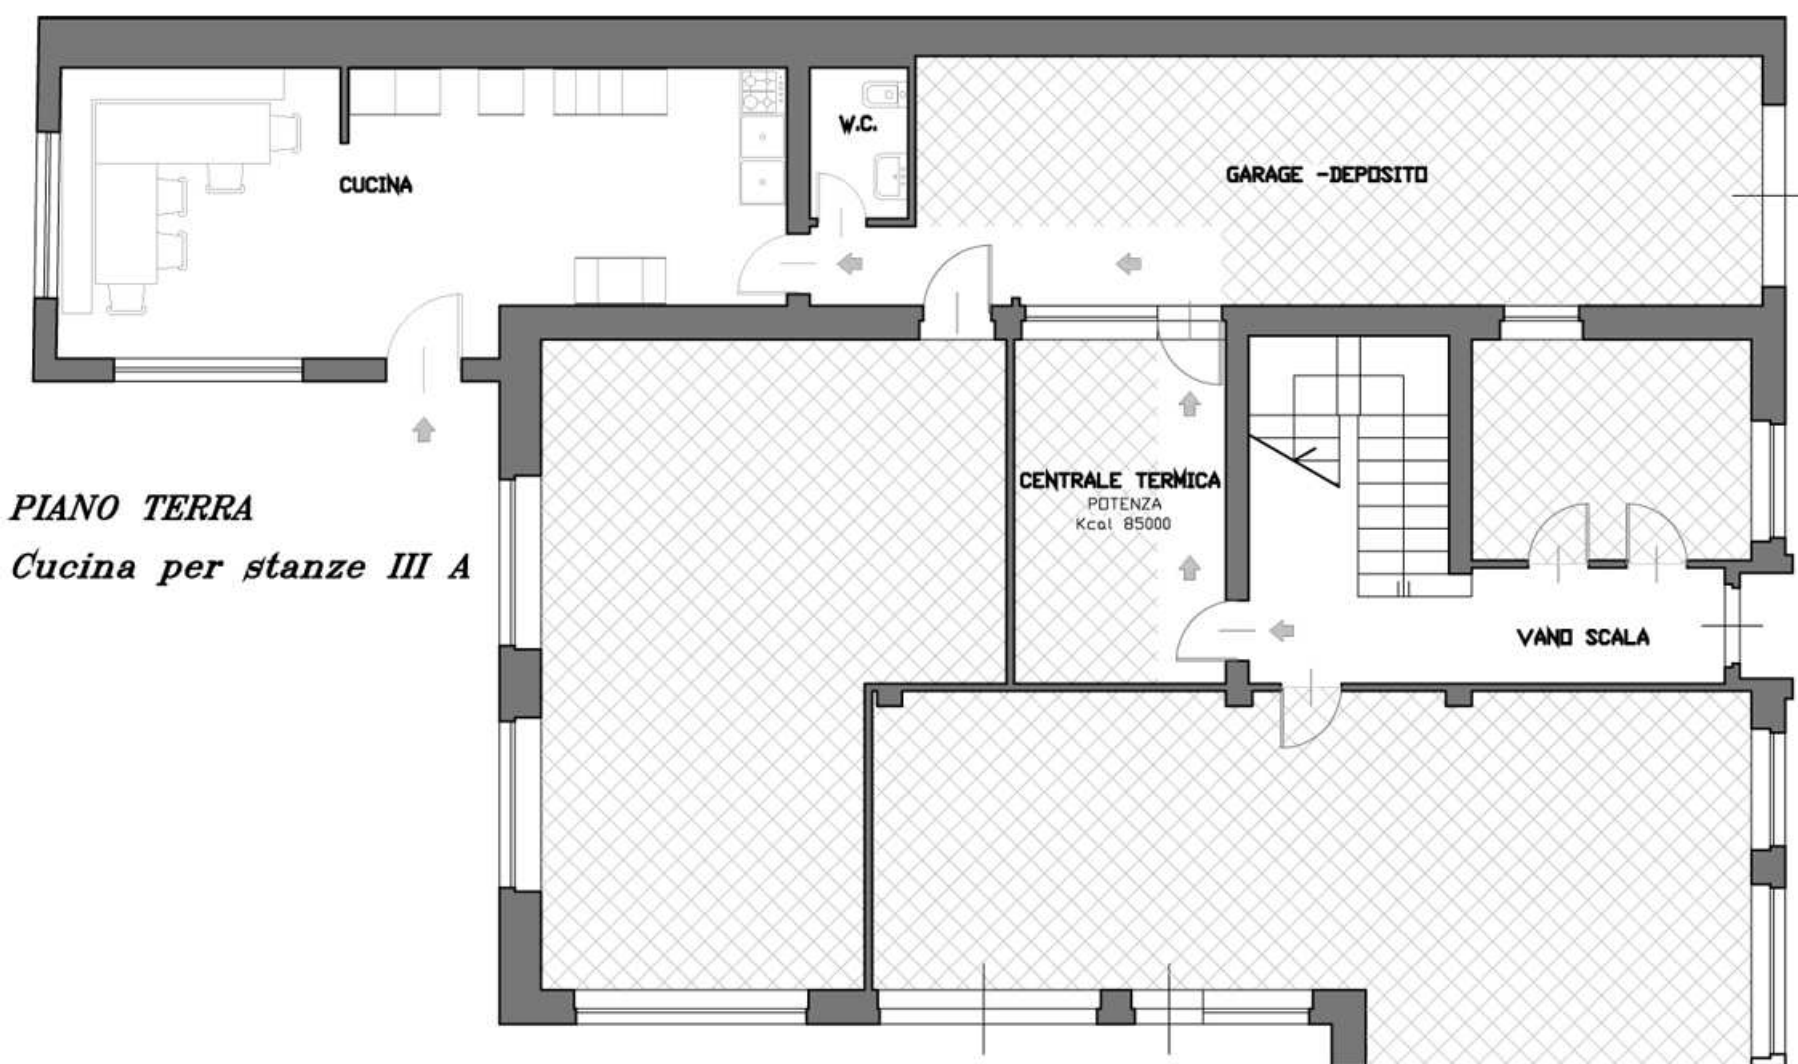 W.C.
GARAGE -DEPOSITO
CUCINA
CENTRALE TERMICA
POTENZA
Kcal 85000
PIANO TERRA
Cucina per stanze III A
VANO SCALA